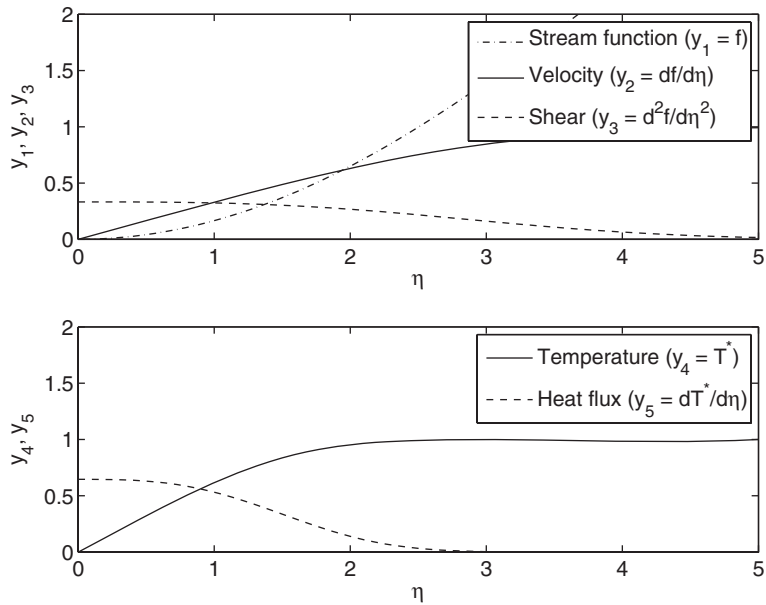 2
1.5
1
0.5
0
y₁, y₂, y₃
Stream function (y₁ = f)
Velocity (y₂ = df/dη)
Shear (y₃ = d²f/dη²)
0 1 2 3 4 5
η
2
1.5
1
0.5
0
y₄, y₅
Temperature (y₄ = T*)
Heat flux (y₅ = dT*/dη)
0 1 2 3 4 5
η